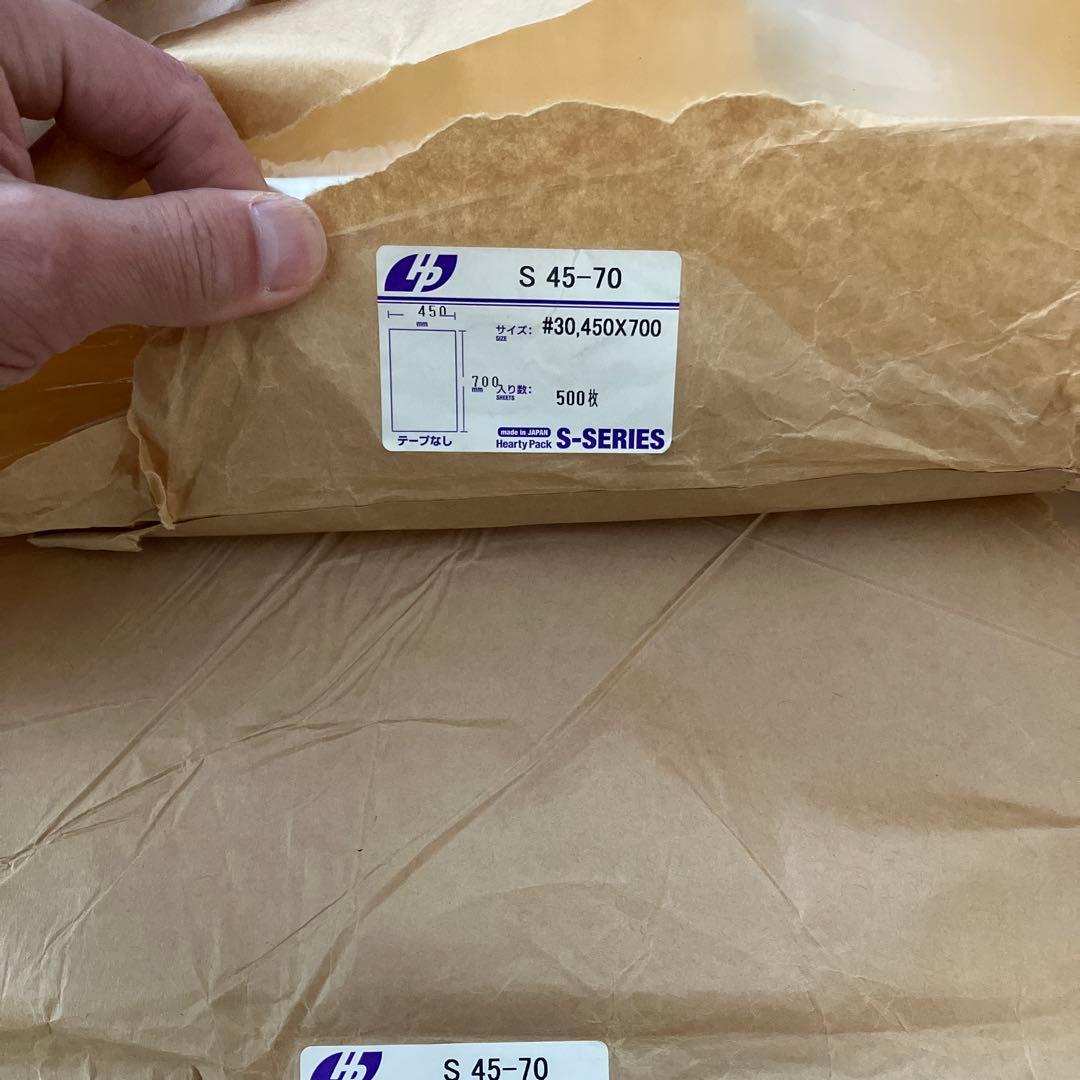 HP S 45-70
450
mm
サイズ: #30,450X700
SIZE
700
mm
入り数: 500枚
SHEETS
テープなし
made in JAPAN
Hearty Pack S-SERIES
HP S 45-70